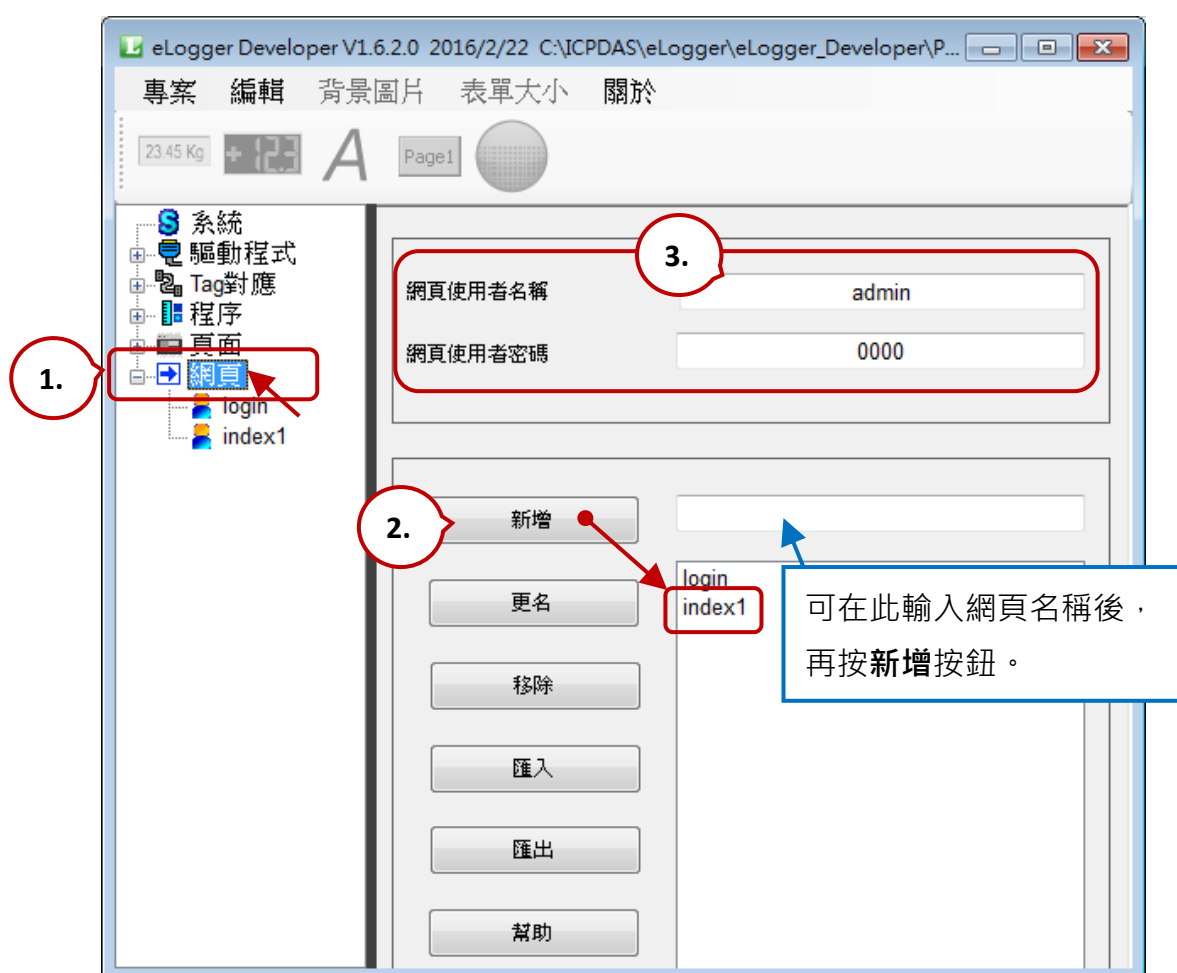 eLogger Developer V1.6.2.0 2016/2/22 C:\ICPDAS\eLogger\eLogger_Developer\P...
專案 編輯 背景圖片 表單大小 關於
23.45 Kg +12.3 A Page1
系統
驅動程式
Tag對應
程序
頁面
網頁
login
index1
1.
3.
網頁使用者名稱 admin
網頁使用者密碼 0000
2.
新增
更名
移除
匯入
匯出
幫助
login
index1
可在此輸入網頁名稱後，
再按新增按鈕。